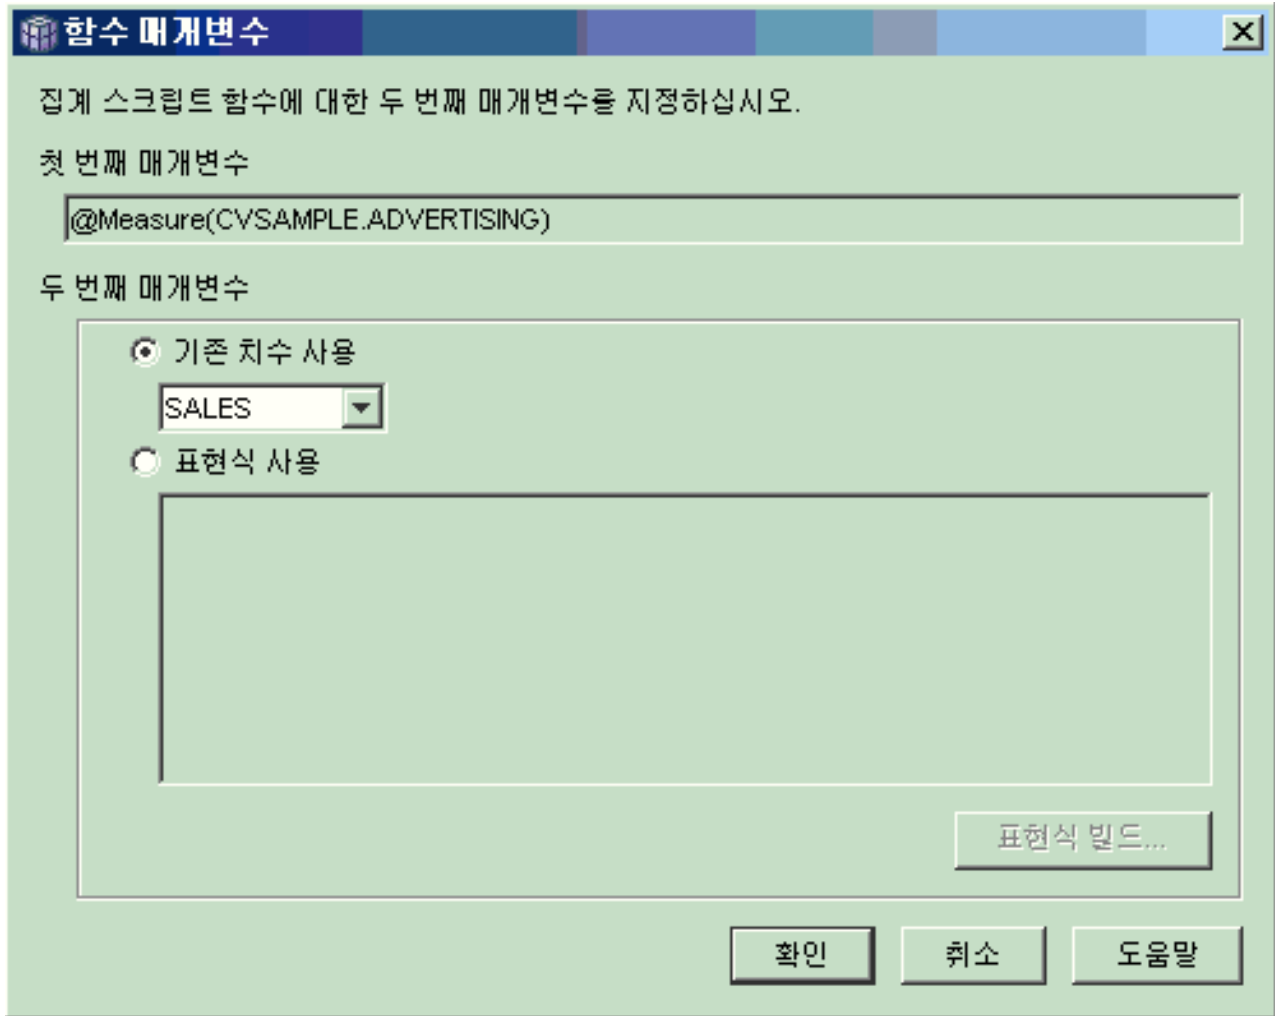 함수 매개변수
집계 스크립트 함수에 대한 두 번째 매개변수를 지정하십시오.
첫 번째 매개변수
@Measure(CVSAMPLE.ADVERTISING)
두 번째 매개변수
기존 치수 사용
SALES
표현식 사용
표현식 빌드...
확인 취소 도움말